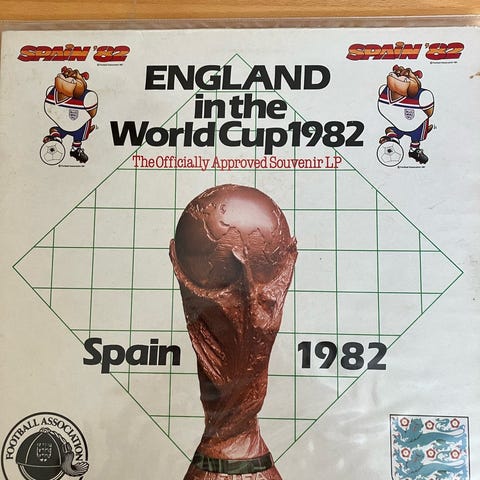 SPAIN '82
SPAIN '82
ENGLAND
in the
World Cup 1982
The Officially Approved Souvenir LP
Spain 1982
FOOTBALL ASSOCIATION